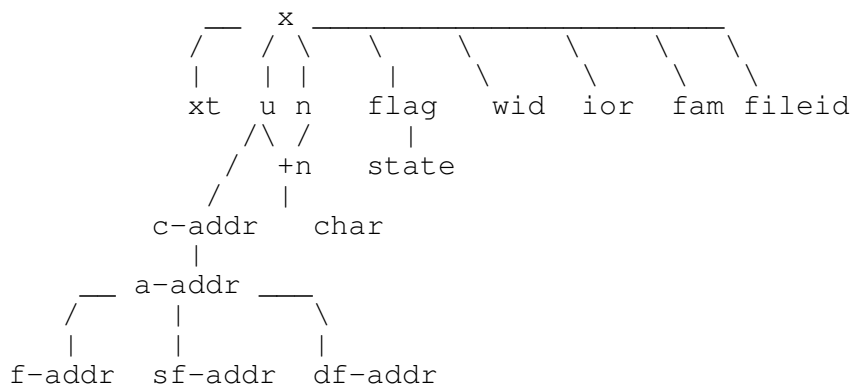 x
xt u n flag wid ior fam fileid
+n state
c-addr char
a-addr
f-addr sf-addr df-addr